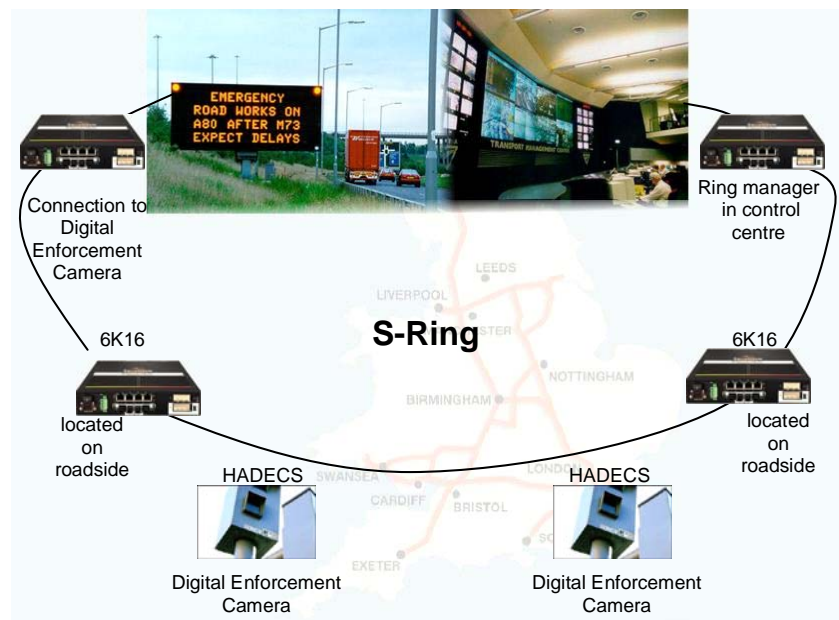 EMERGENCY
ROAD WORKS ON
A80 AFTER M73
EXPECT DELAYS
TRANSPORT MANAGEMENT CENTRE
Connection to
Digital
Enforcement
Camera
Ring manager
in control
centre
LEEDS
LIVERPOOL
S-Ring
6K16
6K16
NOTTINGHAM
BIRMINGHAM
located
on
roadside
located
on
roadside
HADECS
HADECS
SWANSEA
LONDON
CARDIFF
BRISTOL
EXETER
Digital Enforcement
Camera
Digital Enforcement
Camera